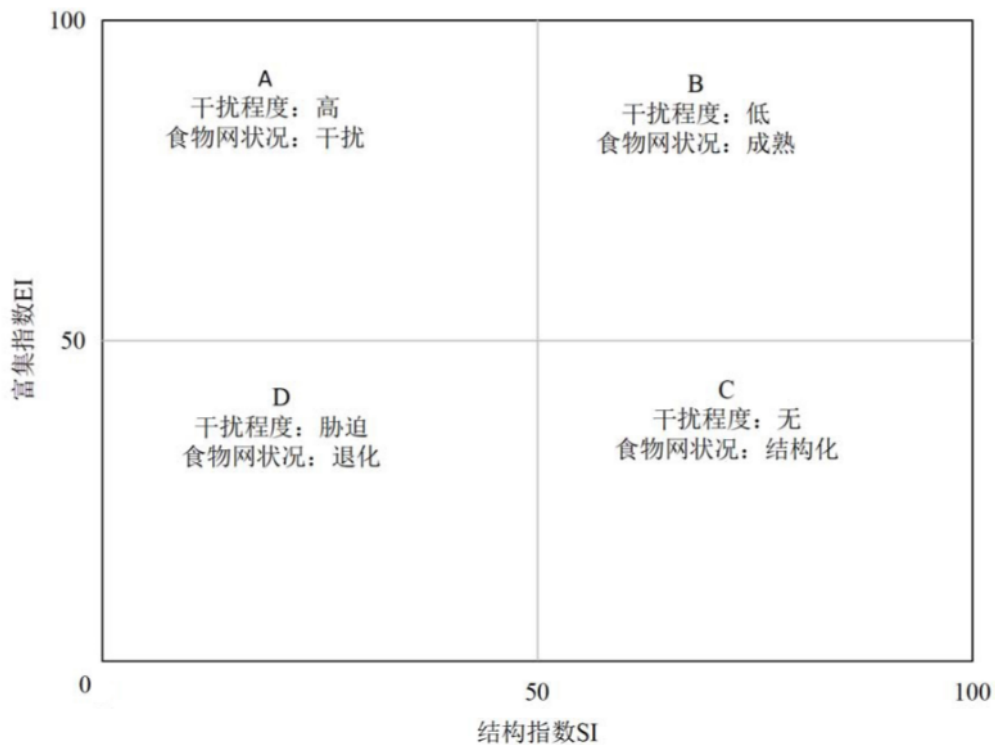 100
A
干扰程度：高
食物网状况：干扰
B
干扰程度：低
食物网状况：成熟
富集指数EI
50
D
干扰程度：胁迫
食物网状况：退化
C
干扰程度：无
食物网状况：结构化
0
50
100
结构指数SI